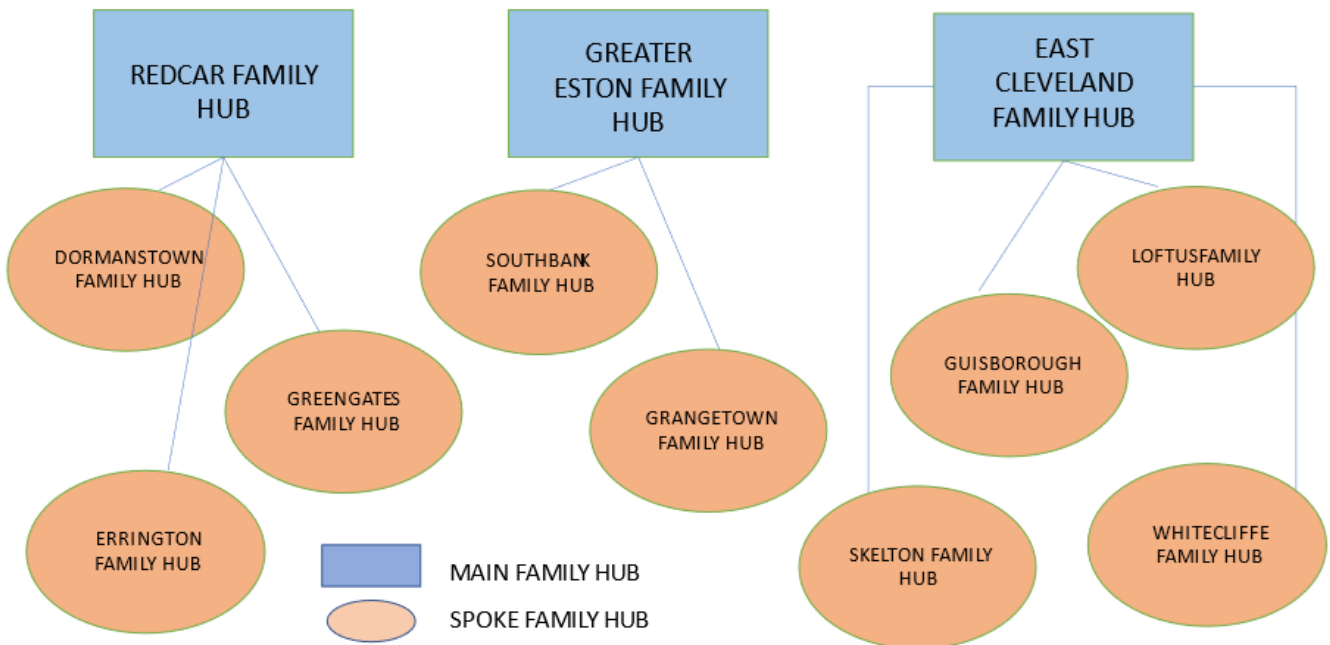 REDCAR FAMILY
HUB
GREATER
ESTON FAMILY
HUB
EAST
CLEVELAND
FAMILY HUB
DORMANSTOWN
FAMILY HUB
GREENGATES
FAMILY HUB
ERRINGTON
FAMILY HUB
SOUTHBANK
FAMILY HUB
GRANGETOWN
FAMILY HUB
LOFTUSFAMILY
HUB
GUISBOROUGH
FAMILY HUB
SKELTON FAMILY
HUB
WHITECLIFFE
FAMILY HUB
MAIN FAMILY HUB
SPOKE FAMILY HUB